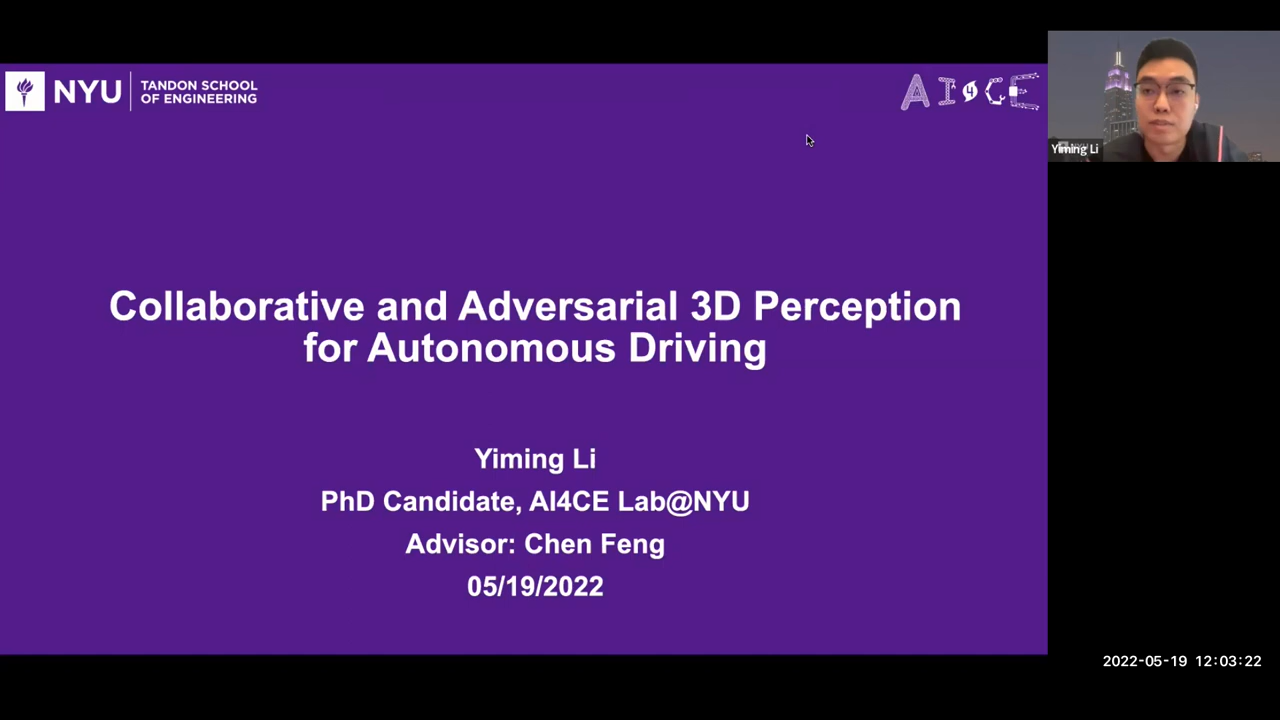 NYU
TANDON SCHOOL
OF ENGINEERING
AI4CE
Yiming Li
Collaborative and Adversarial 3D Perception
for Autonomous Driving
Yiming Li
PhD Candidate, AI4CE Lab@NYU
Advisor: Chen Feng
05/19/2022
2022-05-19 12:03:22